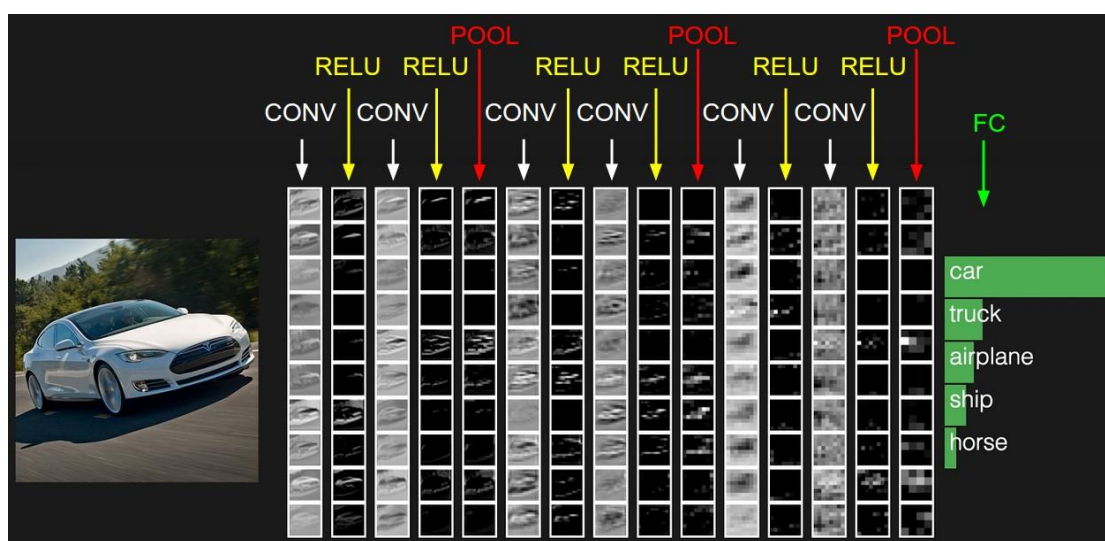 POOL POOL POOL
RELU RELU RELU RELU RELU RELU
CONV CONV CONV CONV CONV CONV
FC
car
truck
airplane
ship
horse